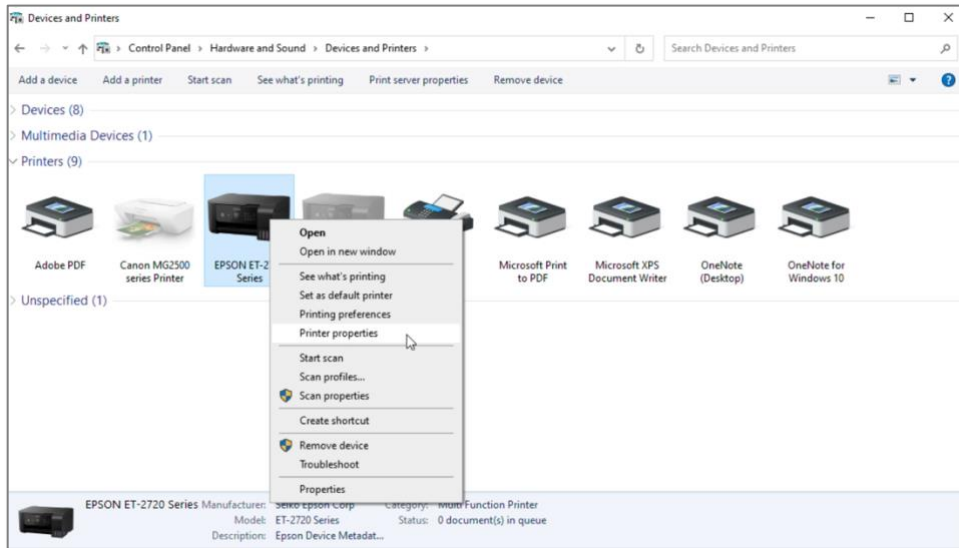 Devices and Printers
Control Panel > Hardware and Sound > Devices and Printers >
Search Devices and Printers
Add a device Add a printer Start scan See what's printing Print server properties Remove device
Devices (8)
Multimedia Devices (1)
Printers (9)
Adobe PDF
Canon MG2500
series Printer
EPSON ET-2
Series
Microsoft Print
to PDF
Microsoft XPS
Document Writer
OneNote
(Desktop)
OneNote for
Windows 10
Unspecified (1)
Open
Open in new window
See what's printing
Set as default printer
Printing preferences
Printer properties
Start scan
Scan profiles...
Scan properties
Create shortcut
Remove device
Troubleshoot
Properties
EPSON ET-2720 Series Manufacturer: Seiko Epson Corp Category: Multi Function Printer
Model: ET-2720 Series Status: 0 document(s) in queue
Description: Epson Device Metadat...